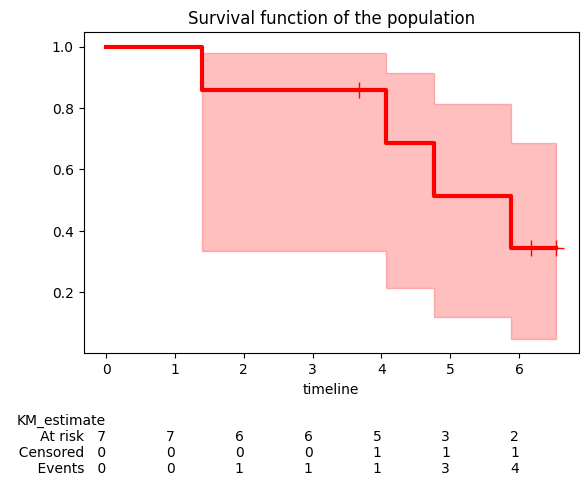 Survival function of the population
1.0
0.8
0.6
0.4
0.2
0 1 2 3 4 5 6
timeline
KM_estimate
At risk 7 7 6 6 5 3 2
Censored 0 0 0 0 1 1 1
Events 0 0 1 1 1 3 4